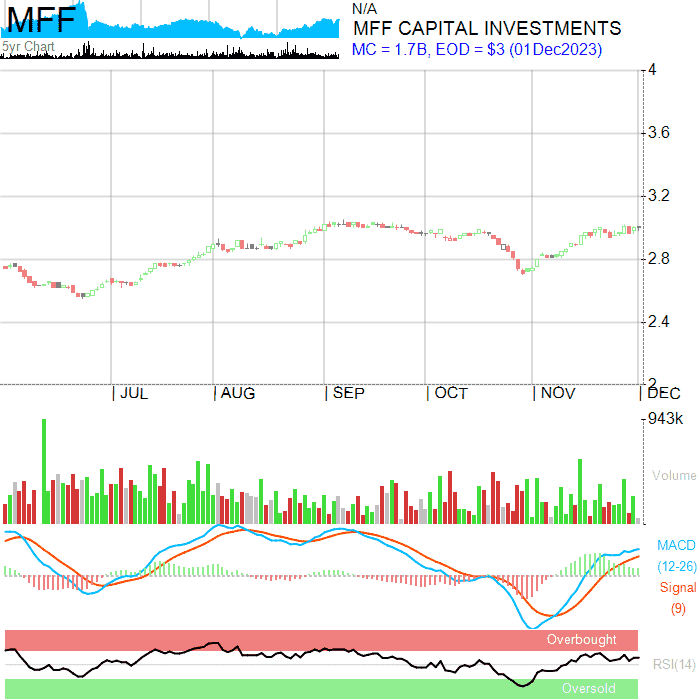 MFF
5yr Chart
N/A
MFF CAPITAL INVESTMENTS
MC = 1.7B, EOD = $3 (01Dec2023)
4
3.6
3.2
2.8
2.4
2
JUL
AUG
SEP
OCT
NOV
DEC
943k
Volume
MACD
(12-26)
Signal
(9)
Overbought
RSI(14)
Oversold